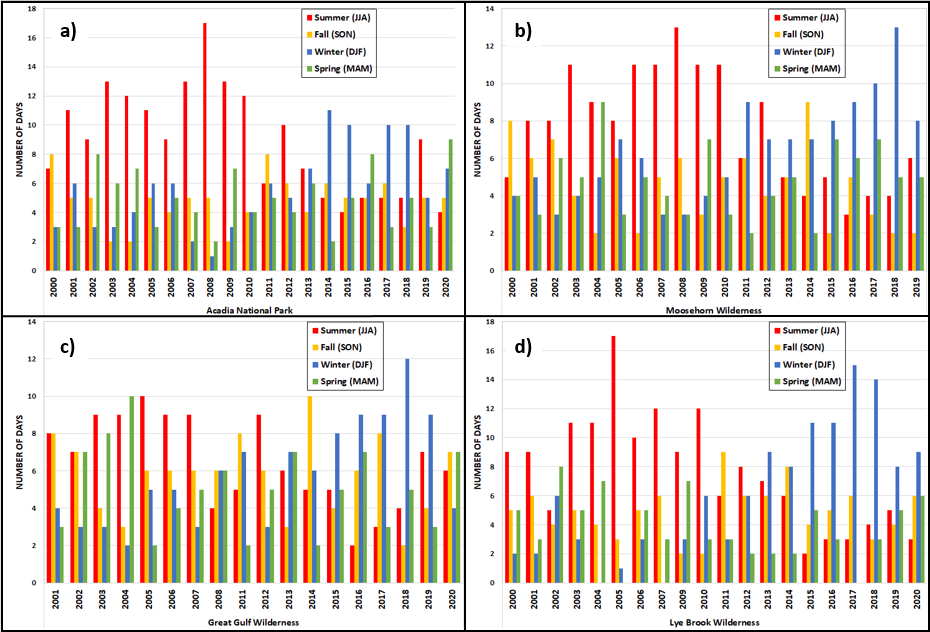 a)
Summer (JJA)
Fall (SON)
Winter (DJF)
Spring (MAM)
NUMBER OF DAYS
18
16
14
12
10
8
6
4
2
0
2000 2001 2002 2003 2004 2005 2006 2007 2008 2009 2010 2011 2012 2013 2014 2015 2016 2017 2018 2019 2020
Acadia National Park
b)
Summer (JJA)
Fall (SON)
Winter (DJF)
Spring (MAM)
NUMBER OF DAYS
14
12
10
8
6
4
2
0
2000 2001 2002 2003 2004 2005 2006 2007 2008 2009 2010 2011 2012 2013 2014 2015 2016 2017 2018 2019
Moosehorn Wilderness
c)
Summer (JJA)
Fall (SON)
Winter (DJF)
Spring (MAM)
NUMBER OF DAYS
14
12
10
8
6
4
2
0
2001 2002 2003 2004 2005 2006 2007 2008 2011 2012 2013 2014 2015 2016 2017 2018 2019 2020
Great Gulf Wilderness
d)
Summer (JJA)
Fall (SON)
Winter (DJF)
Spring (MAM)
NUMBER OF DAYS
18
16
14
12
10
8
6
4
2
0
2000 2001 2002 2003 2004 2005 2006 2007 2009 2010 2011 2012 2013 2014 2015 2016 2017 2018 2019 2020
Lye Brook Wilderness